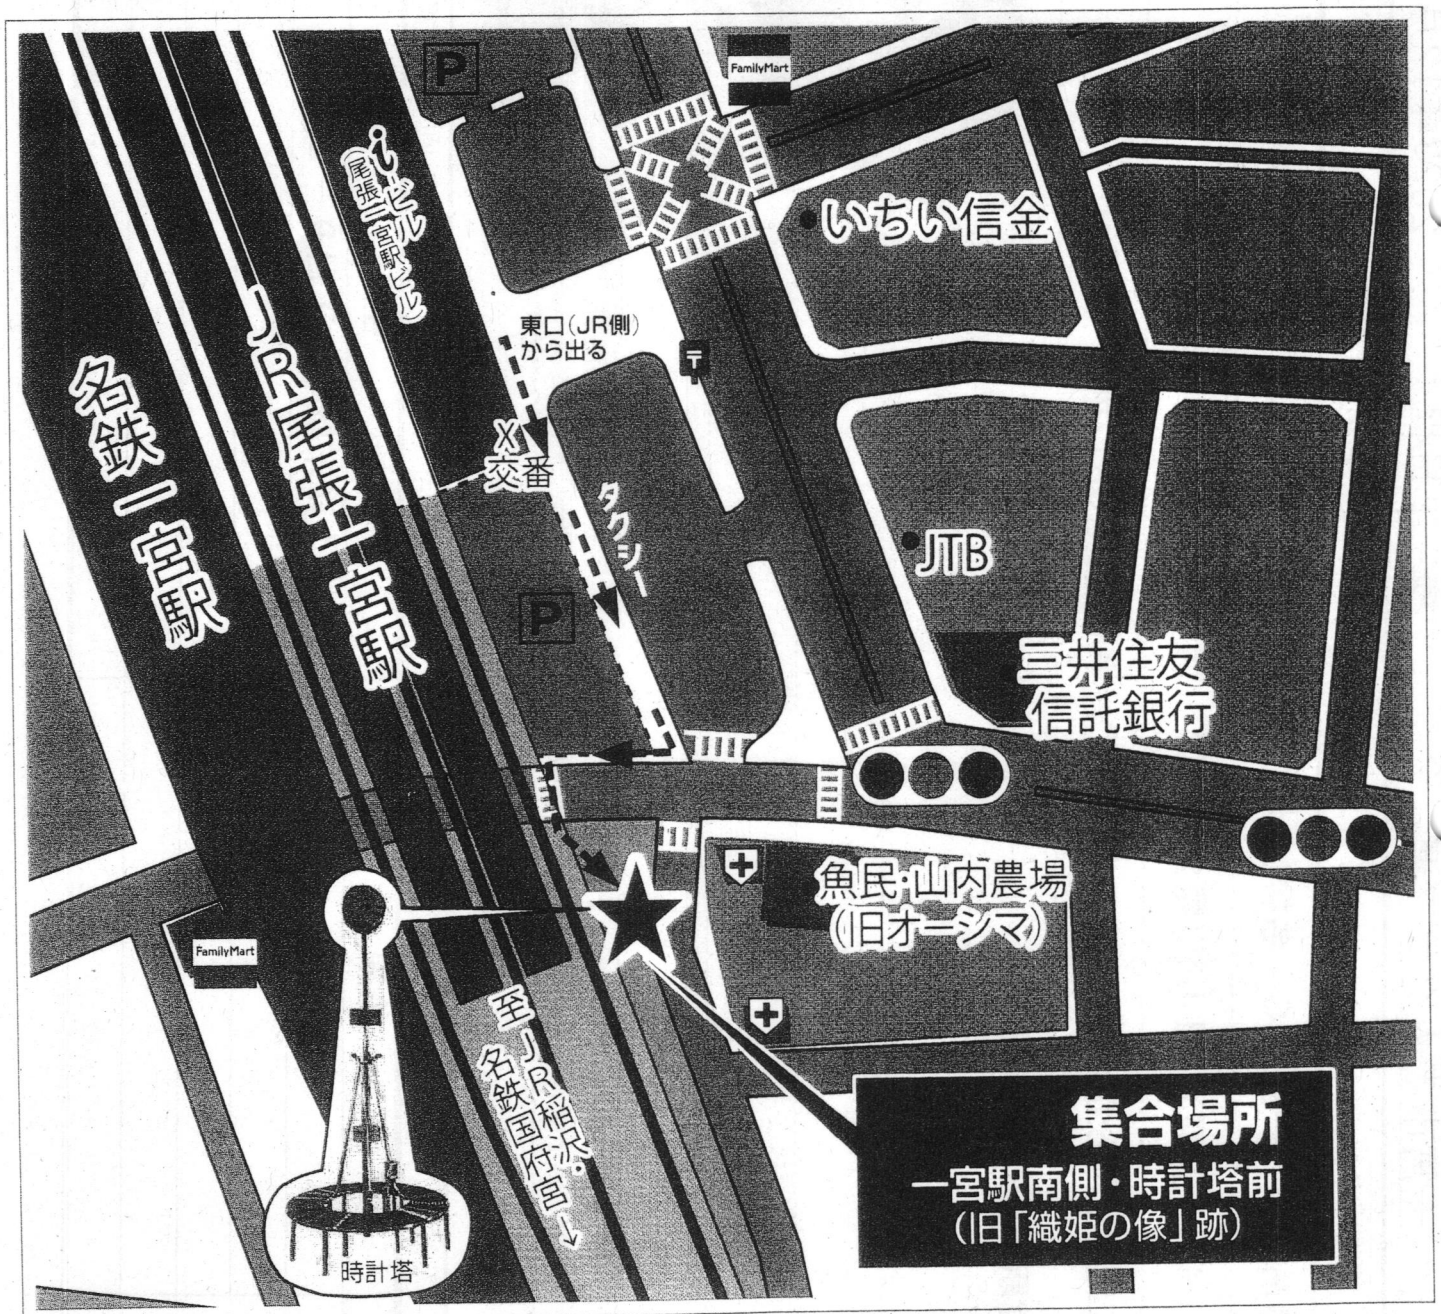 P
FamilyMart
i-ビル
(尾張一宮駅ビル)
いちい信金
東口(JR側)
から出る
〒
JR尾張一宮駅
名鉄一宮駅
X
交番
タクシー
JTB
P
三井住友
信託銀行
魚民・山内農場
(旧オーシマ)
FamilyMart
至JR稲沢・
名鉄国府宮→
集合場所
一宮駅南側・時計塔前
(旧「織姫の像」跡)
時計塔